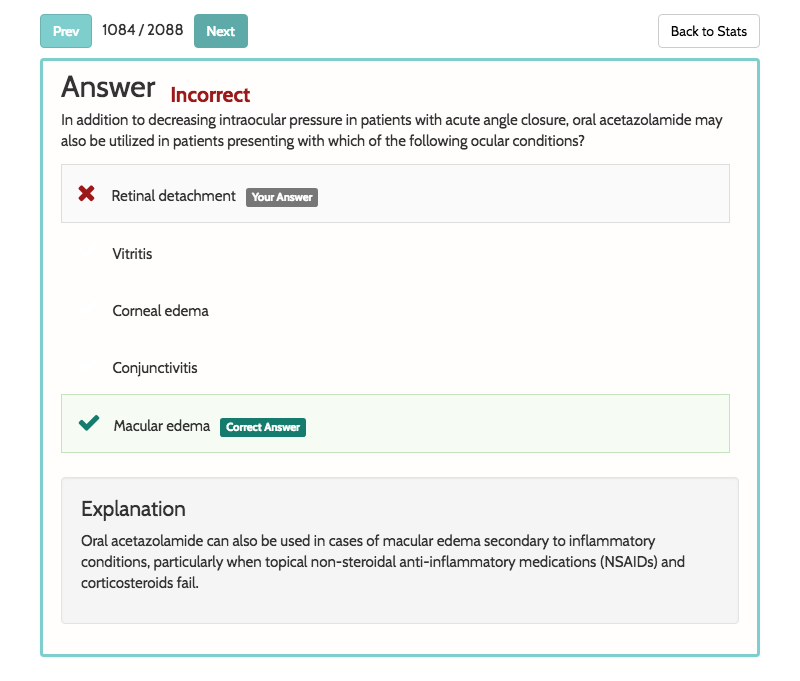 Prev 1084 / 2088 Next Back to Stats
Answer Incorrect
In addition to decreasing intraocular pressure in patients with acute angle closure, oral acetazolamide may
also be utilized in patients presenting with which of the following ocular conditions?
Retinal detachment Your Answer
Vitritis
Corneal edema
Conjunctivitis
Macular edema Correct Answer
Explanation
Oral acetazolamide can also be used in cases of macular edema secondary to inflammatory
conditions, particularly when topical non-steroidal anti-inflammatory medications (NSAIDs) and
corticosteroids fail.